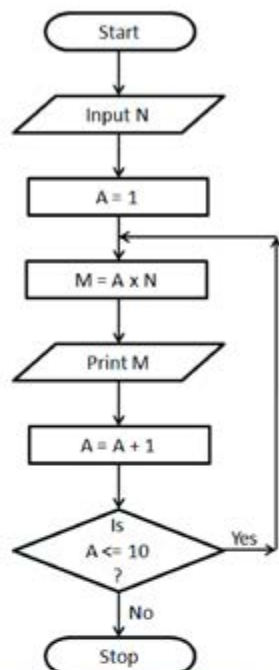 Start
Input N
A = 1
M = A x N
Print M
A = A + 1
Is
A <= 10
?
Yes
No
Stop